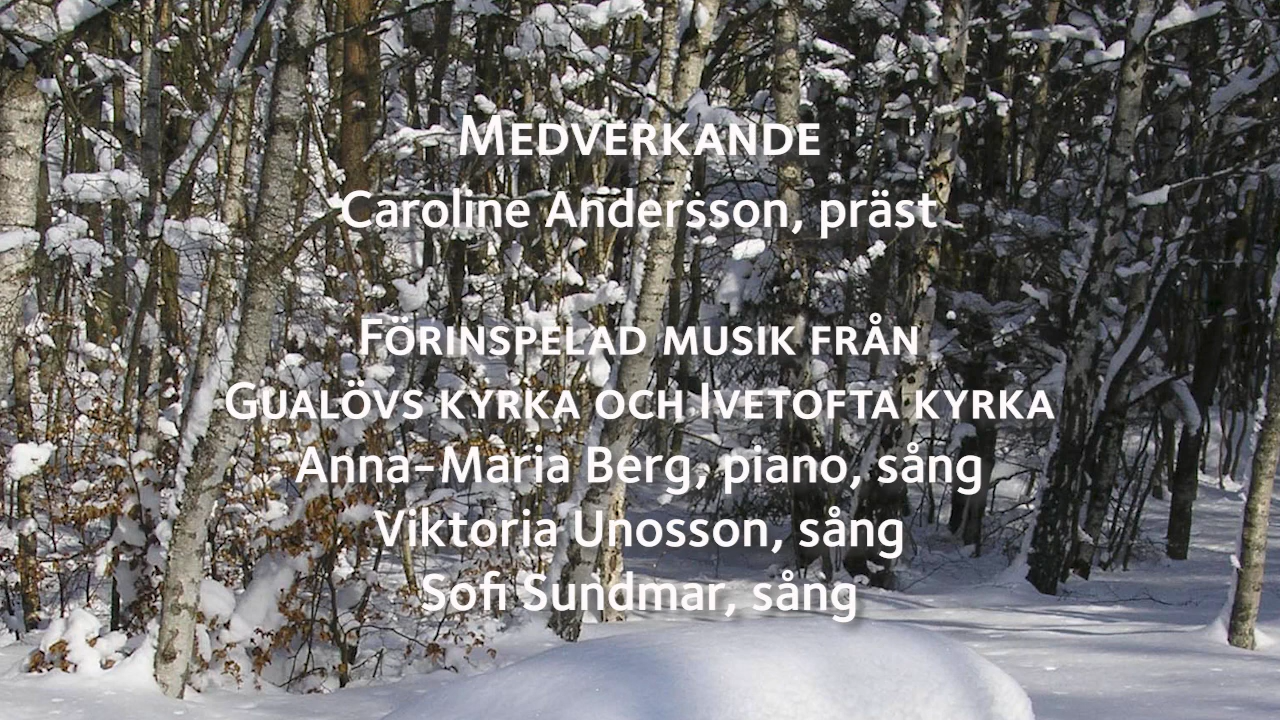 Medverkande
Caroline Andersson, präst
Förinspelad musik från
Gualövs kyrka och Ivetofta kyrka
Anna-Maria Berg, piano, sång
Viktoria Unosson, sång
Sofi Sundmar, sång